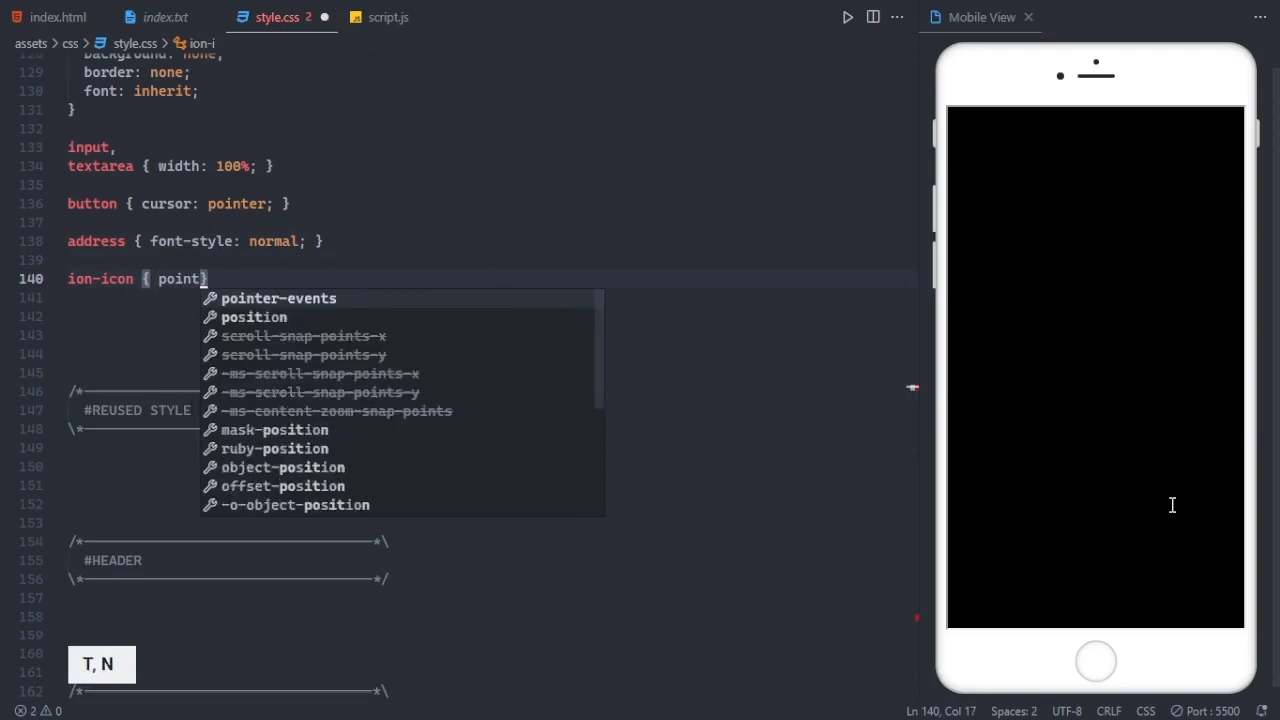 index.html
index.txt
style.css 2
script.js
Mobile View
assets > css > style.css > ion-i
128 background: none;
129 border: none;
130 font: inherit;
131 }
132
133 input,
134 textarea { width: 100%; }
135
136 button { cursor: pointer; }
137
138 address { font-style: normal; }
139
140 ion-icon { point}
141 pointer-events
142 position
143 scroll-snap-points-x
144 scroll-snap-points-y
145 -ms-scroll-snap-points-x
146 /* -ms-scroll-snap-points-y
147 #REUSED STYLE -ms-content-zoom-snap-points
148 \* mask-position
149 ruby-position
150 object-position
151 offset-position
152 -o-object-position
153
154 /*-----------------------------------*\
155 #HEADER
156 \*-----------------------------------*/
157
158
159
160
161
162 /*-----------------------------------*\
T, N
2 0
Ln 140, Col 17 Spaces: 2 UTF-8 CRLF CSS Port : 5500